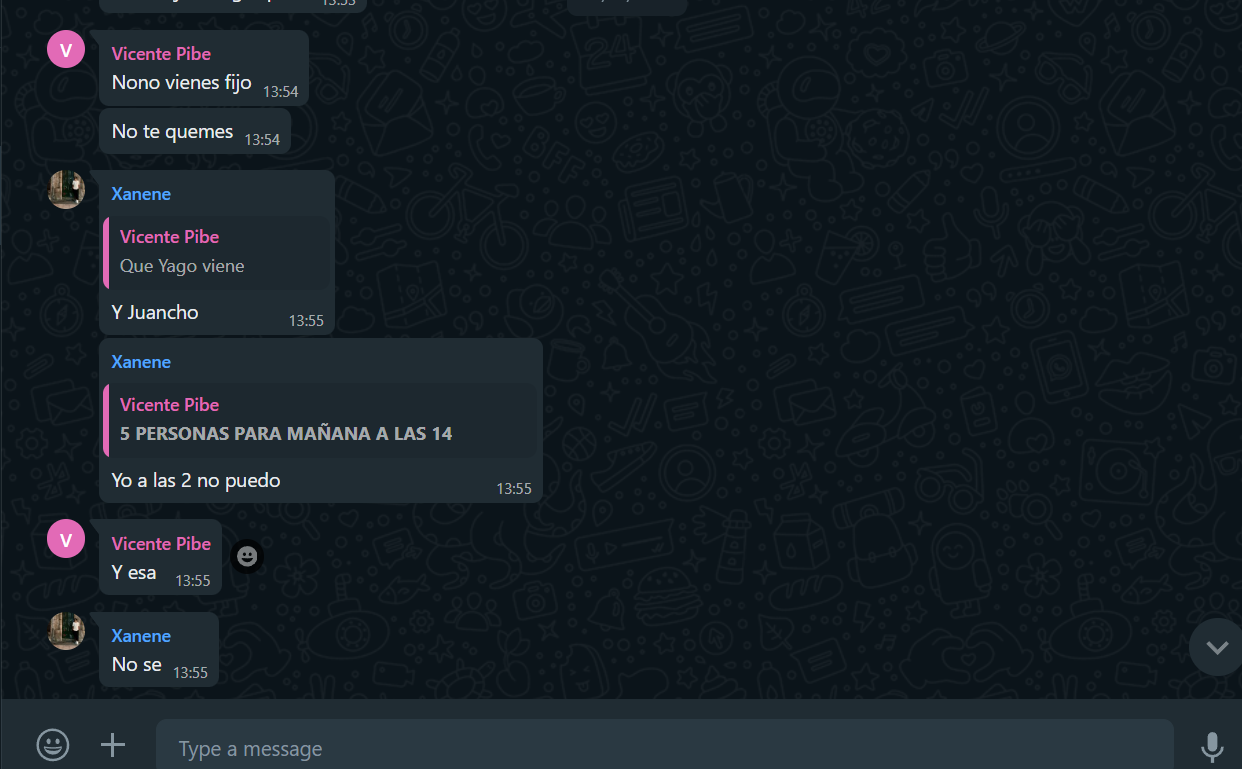 13:53
Vicente Pibe
Nono vienes fijo 13:54
No te quemes 13:54
Xanene
Vicente Pibe
Que Yago viene
Y Juancho 13:55
Xanene
Vicente Pibe
5 PERSONAS PARA MAÑANA A LAS 14
Yo a las 2 no puedo 13:55
V
Vicente Pibe
Y esa 13:55
Xanene
No se 13:55
Type a message